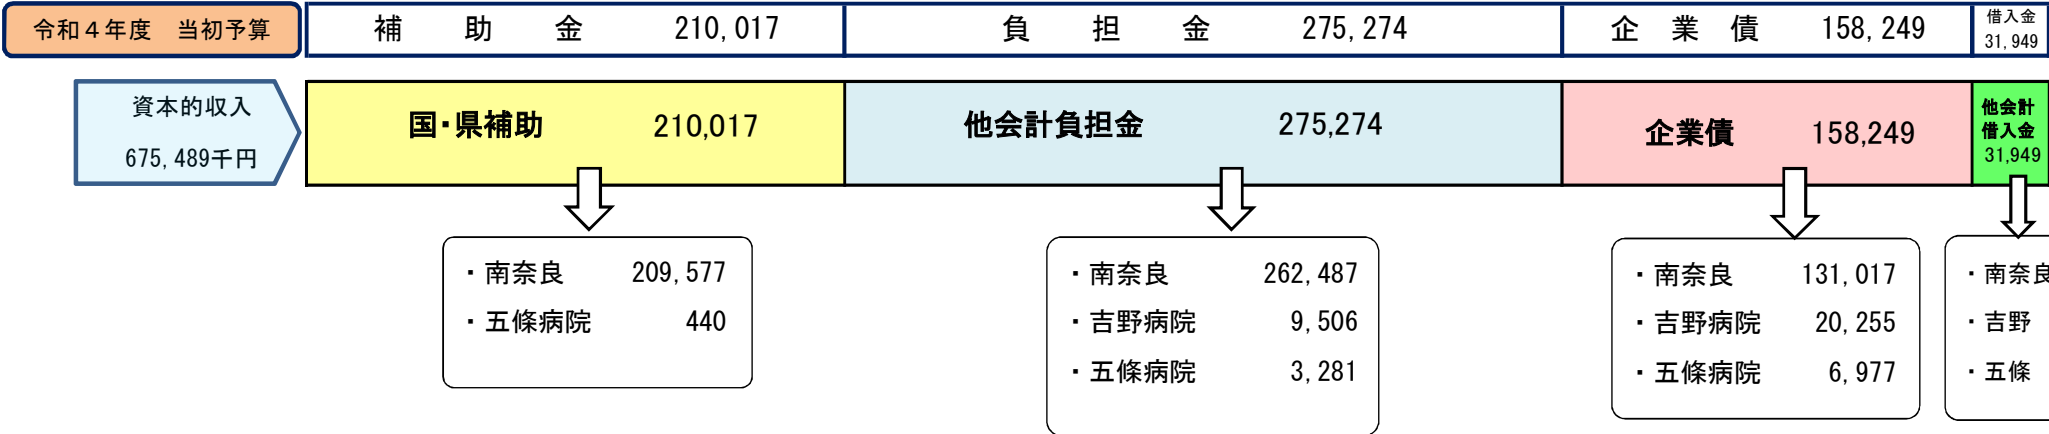 令和４年度　当初予算
補　助　金　210,017
負　担　金　275,274
企　業　債　158,249
借入金
31,949
資本的収入
675,489千円
国・県補助　210,017
他会計負担金　275,274
企業債　158,249
他会計
借入金
31,949
・南奈良　209,577
・五條病院　440
・南奈良　262,487
・吉野病院　9,506
・五條病院　3,281
・南奈良　131,017
・吉野病院　20,255
・五條病院　6,977
・南奈良
・吉野
・五條